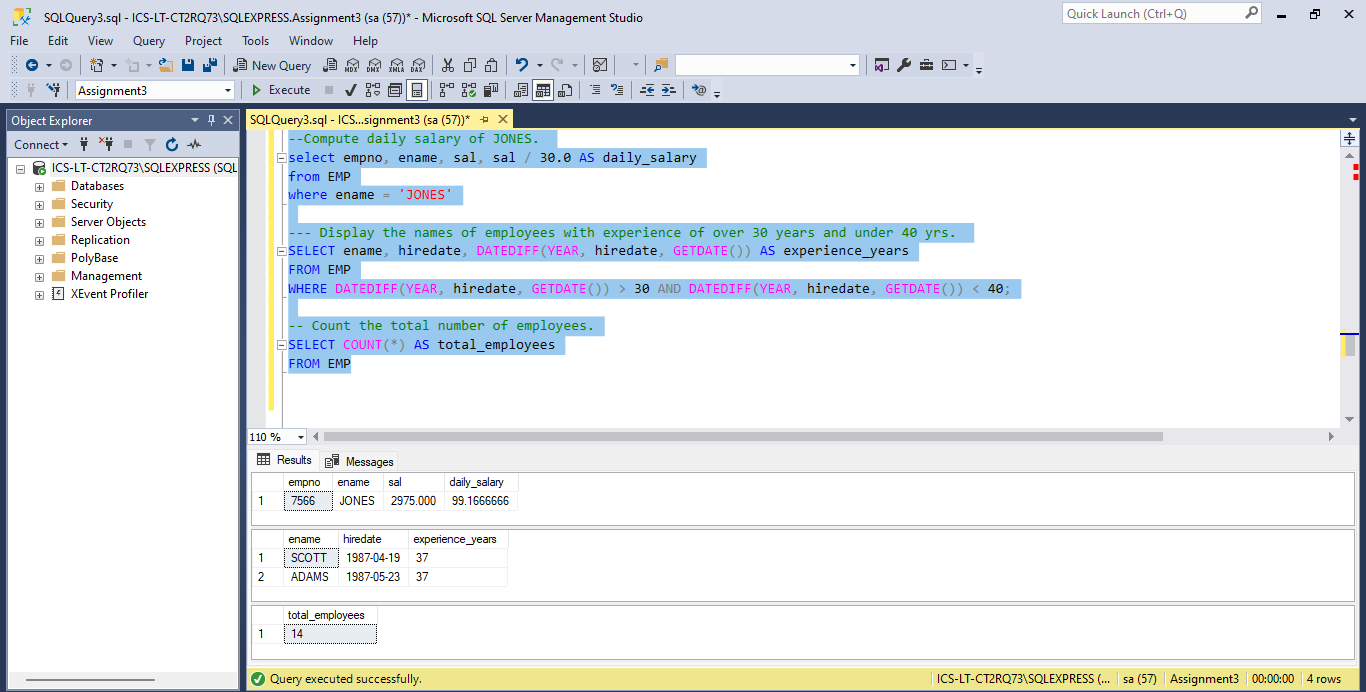 SQLQuery3.sql - ICS-LT-CT2RQ73\SQLEXPRESS.Assignment3 (sa (57))* - Microsoft SQL Server Management Studio
Quick Launch (Ctrl+Q)
File Edit View Query Project Tools Window Help
New Query MDX DMX XMLA DAX
Assignment3 Execute
Object Explorer
Connect
ICS-LT-CT2RQ73\SQLEXPRESS (SQL
Databases
Security
Server Objects
Replication
PolyBase
Management
XEvent Profiler
SQLQuery3.sql - ICS...signment3 (sa (57))*
--Compute daily salary of JONES.
select empno, ename, sal, sal / 30.0 AS daily_salary
from EMP
where ename = 'JONES'
--- Display the names of employees with experience of over 30 years and under 40 yrs.
SELECT ename, hiredate, DATEDIFF(YEAR, hiredate, GETDATE()) AS experience_years
FROM EMP
WHERE DATEDIFF(YEAR, hiredate, GETDATE()) > 30 AND DATEDIFF(YEAR, hiredate, GETDATE()) < 40;
-- Count the total number of employees.
SELECT COUNT(*) AS total_employees
FROM EMP
110 %
Results Messages
empno ename sal daily_salary
1 7566 JONES 2975.000 99.1666666
ename hiredate experience_years
1 SCOTT 1987-04-19 37
2 ADAMS 1987-05-23 37
total_employees
1 14
Query executed successfully. ICS-LT-CT2RQ73\SQLEXPRESS (... sa (57) Assignment3 00:00:00 4 rows